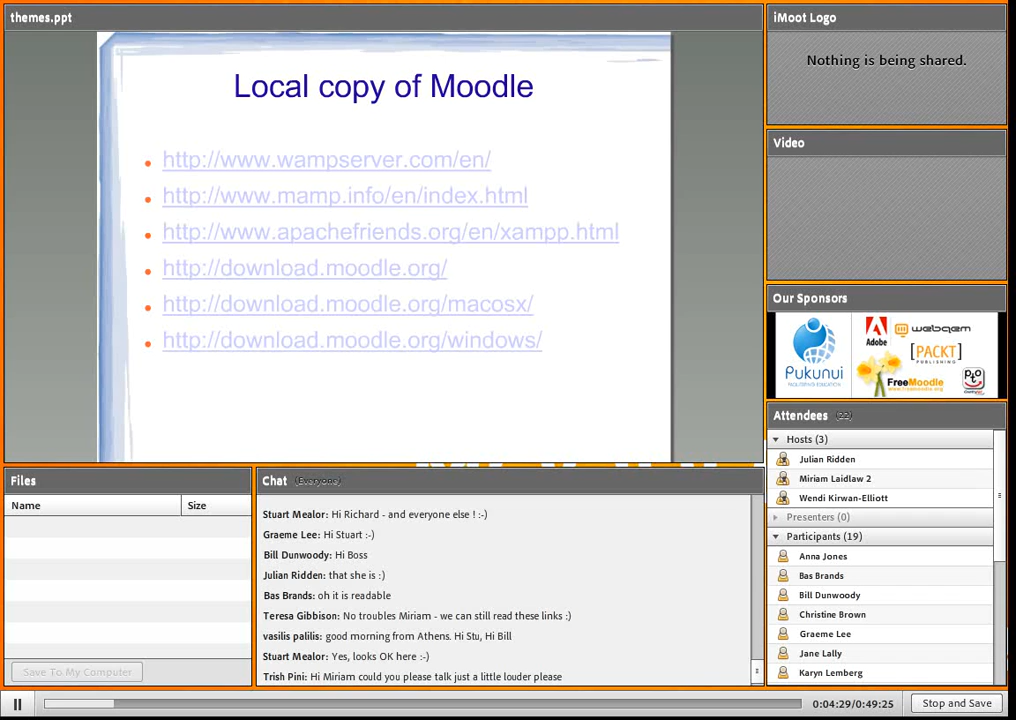 themes.ppt
Local copy of Moodle
• http://www.wampserver.com/en/
• http://www.mamp.info/en/index.html
• http://www.apachefriends.org/en/xampp.html
• http://download.moodle.org/
• http://download.moodle.org/macosx/
• http://download.moodle.org/windows/
iMoot Logo
Nothing is being shared.
Video
Our Sponsors
Pukunui
Adobe
webqem
[PACKT]
PUBLISHING
FreeMoodle
Attendees (22)
Hosts (3)
Julian Ridden
Miriam Laidlaw 2
Wendi Kirwan-Elliott
Presenters (0)
Participants (19)
Anna Jones
Bas Brands
Bill Dunwoody
Christine Brown
Graeme Lee
Jane Lally
Karyn Lemberg
Files
Name Size
Save To My Computer
Chat (Everyone)
Stuart Mealor: Hi Richard - and everyone else ! :-)
Graeme Lee: Hi Stuart :-)
Bill Dunwoody: Hi Boss
Julian Ridden: that she is :)
Bas Brands: oh it is readable
Teresa Gibbison: No troubles Miriam - we can still read these links :)
vasilis palilis: good morning from Athens. Hi Stu, Hi Bill
Stuart Mealor: Yes, looks OK here :-)
Trish Pini: Hi Miriam could you please talk just a little louder please
0:04:29/0:49:25
Stop and Save